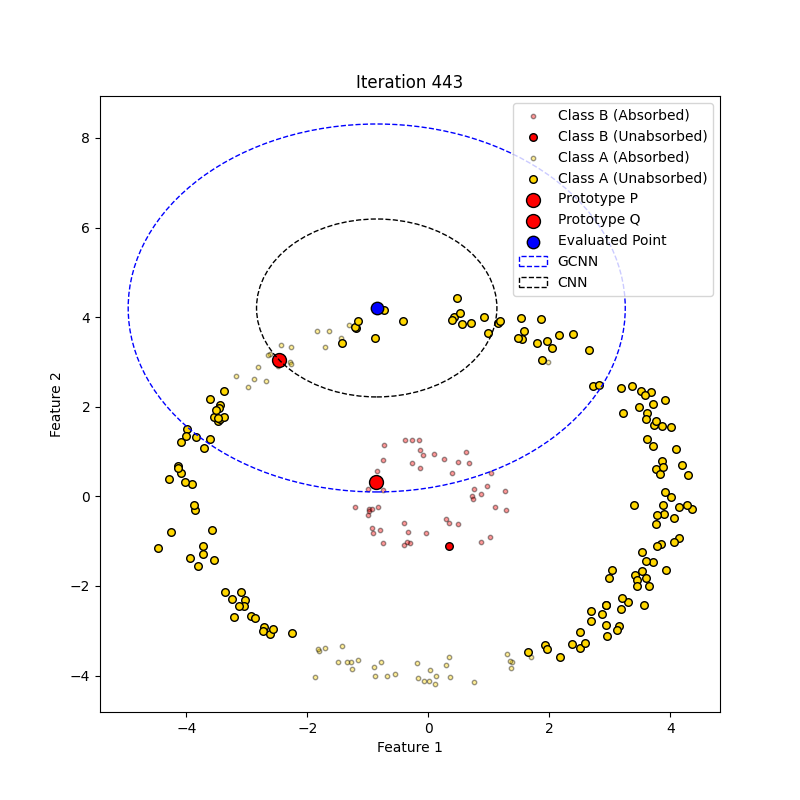 Iteration 443
Class B (Absorbed)
Class B (Unabsorbed)
Class A (Absorbed)
Class A (Unabsorbed)
Prototype P
Prototype Q
Evaluated Point
GCNN
CNN
8
6
4
2
0
−2
−4
Feature 2
−4 −2 0 2 4
Feature 1